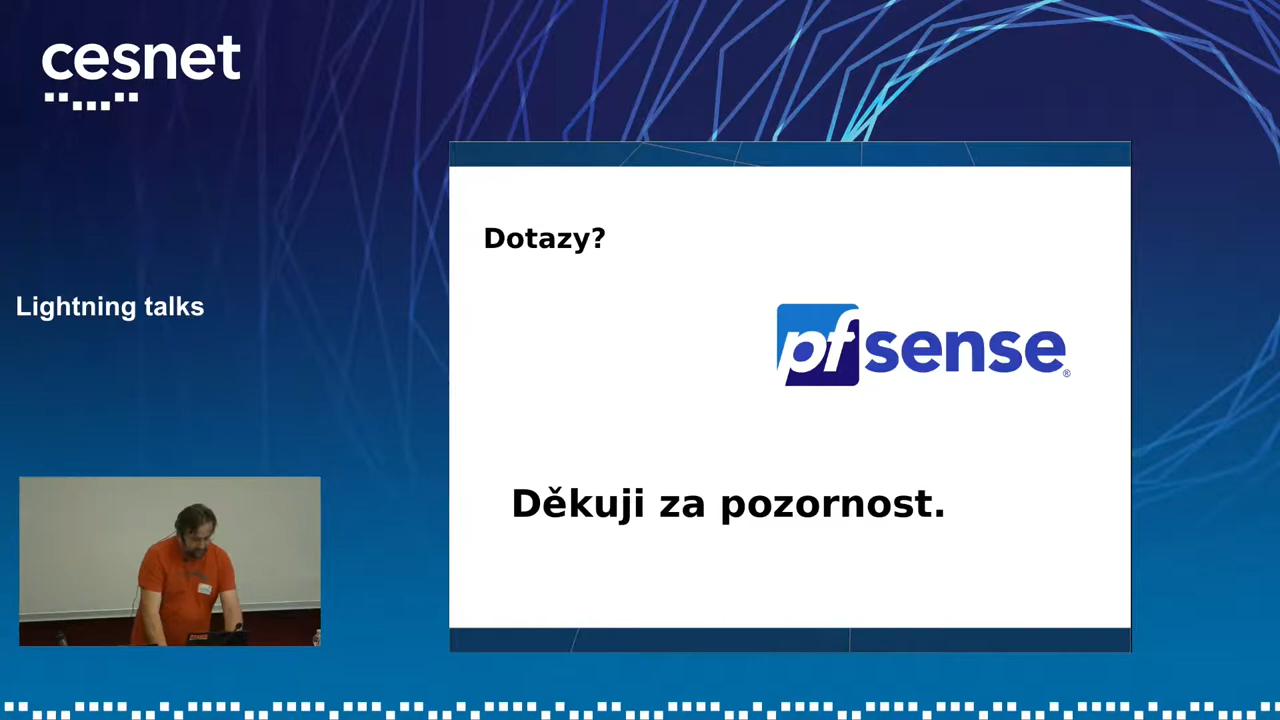 cesnet
Lightning talks
Dotazy?
pfsense®
Děkuji za pozornost.